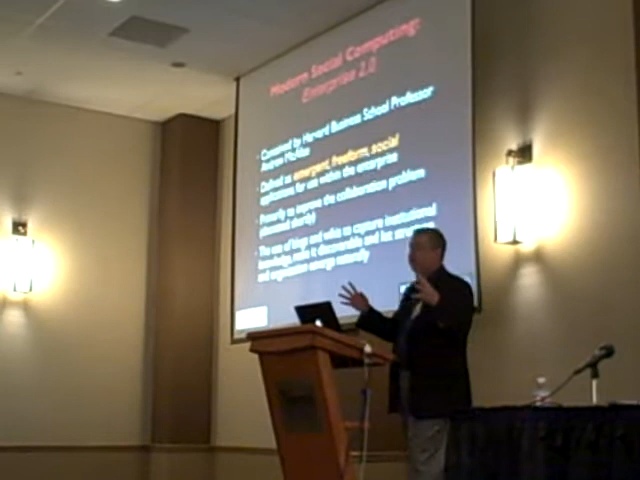 Modern Social Computing:
Enterprise 2.0
Conceived by Harvard Business School Professor
Andrew McAfee
Defined as emergent, freeform, social
applications for use within the enterprise
Primarily to improve the collaboration problem
The use of blogs and wikis to capture institutional
knowledge, make it discoverable and let structure
and organization emerge naturally